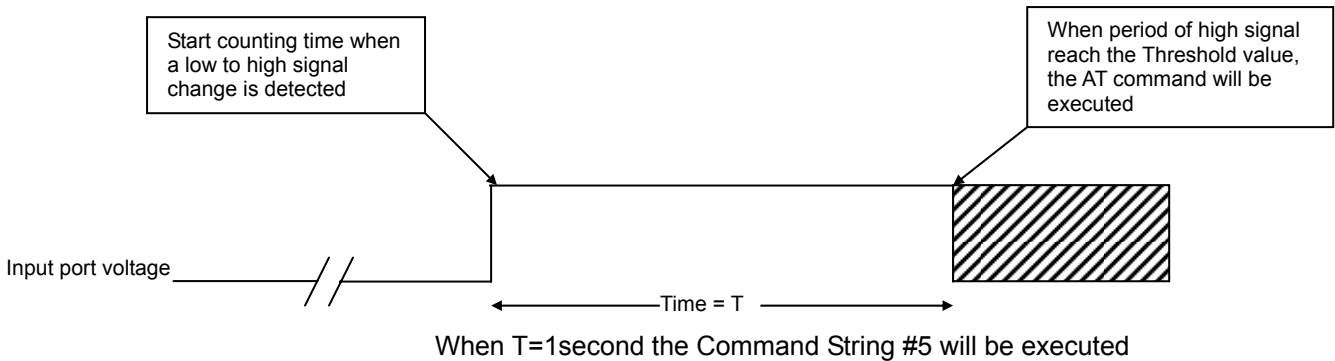 Start counting time when
a low to high signal
change is detected
When period of high signal
reach the Threshold value,
the AT command will be
executed
Input port voltage
Time = T
When T=1second the Command String #5 will be executed